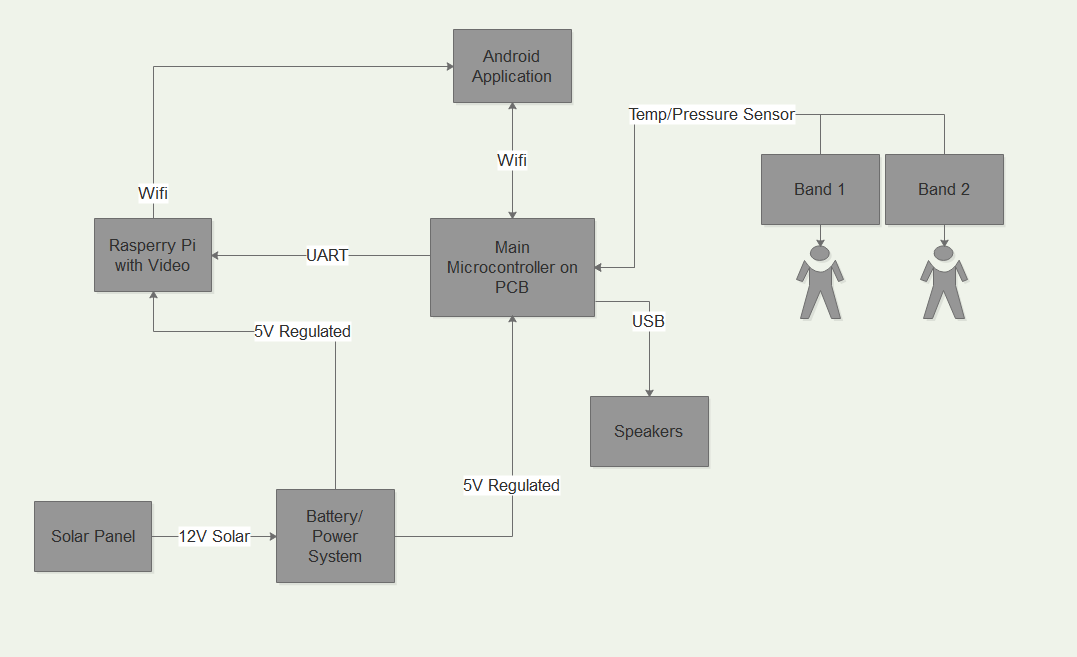 Android
Application
Temp/Pressure Sensor
Wifi
Band 1
Band 2
Wifi
Rasperry Pi
with Video
UART
Main
Microcontroller on
PCB
USB
5V Regulated
Speakers
5V Regulated
Solar Panel
12V Solar
Battery/
Power
System